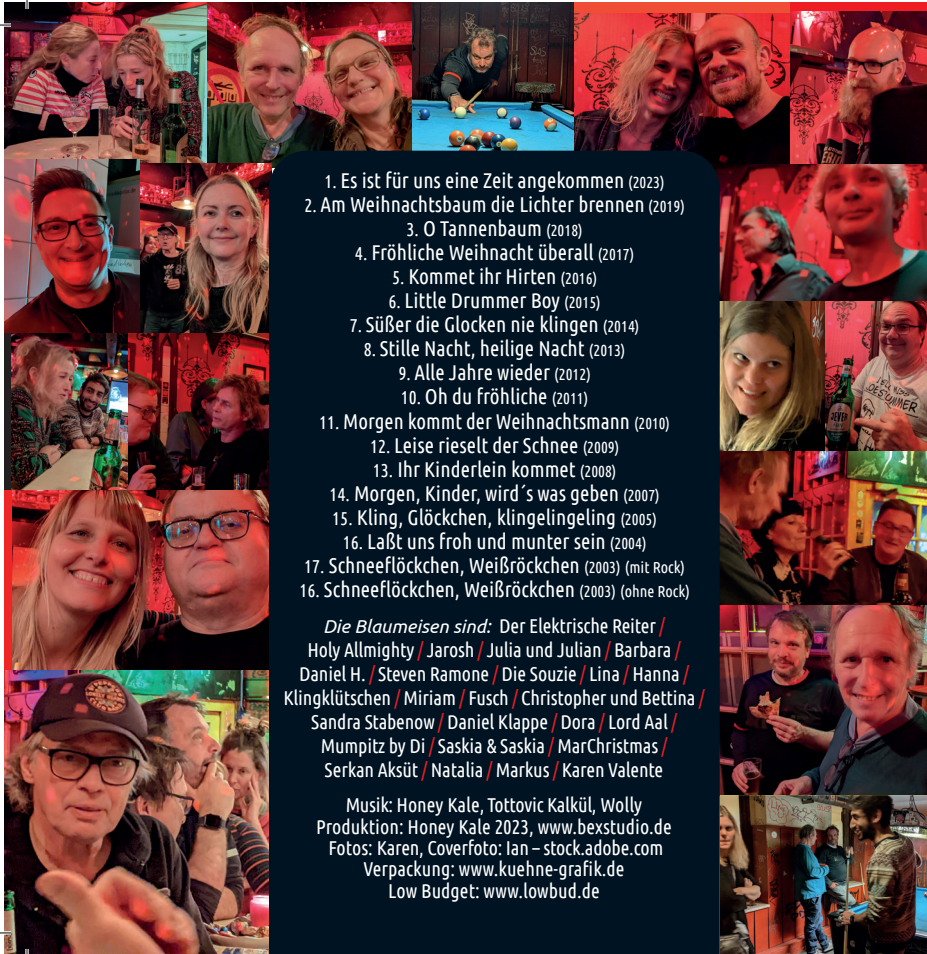 1. Es ist für uns eine Zeit angekommen (2023)
2. Am Weihnachtsbaum die Lichter brennen (2019)
3. O Tannenbaum (2018)
4. Fröhliche Weihnacht überall (2017)
5. Kommet ihr Hirten (2016)
6. Little Drummer Boy (2015)
7. Süßer die Glocken nie klingen (2014)
8. Stille Nacht, heilige Nacht (2013)
9. Alle Jahre wieder (2012)
10. Oh du fröhliche (2011)
11. Morgen kommt der Weihnachtsmann (2010)
12. Leise rieselt der Schnee (2009)
13. Ihr Kinderlein kommet (2008)
14. Morgen, Kinder, wird´s was geben (2007)
15. Kling, Glöckchen, klingelingeling (2005)
16. Laßt uns froh und munter sein (2004)
17. Schneeflöckchen, Weißröckchen (2003) (mit Rock)
16. Schneeflöckchen, Weißröckchen (2003) (ohne Rock)
Die Blaumeisen sind: Der Elektrische Reiter /
Holy Allmighty / Jarosh / Julia und Julian / Barbara /
Daniel H. / Steven Ramone / Die Souzie / Lina / Hanna /
Klingklütschen / Miriam / Fusch / Christopher und Bettina /
Sandra Stabenow / Daniel Klappe / Dora / Lord Aal /
Mumpitz by Di / Saskia & Saskia / MarChristmas /
Serkan Aksüt / Natalia / Markus / Karen Valente
Musik: Honey Kale, Tottovic Kalkül, Wolly
Produktion: Honey Kale 2023, www.bexstudio.de
Fotos: Karen, Coverfoto: Ian – stock.adobe.com
Verpackung: www.kuehne-grafik.de
Low Budget: www.lowbud.de
JEVER